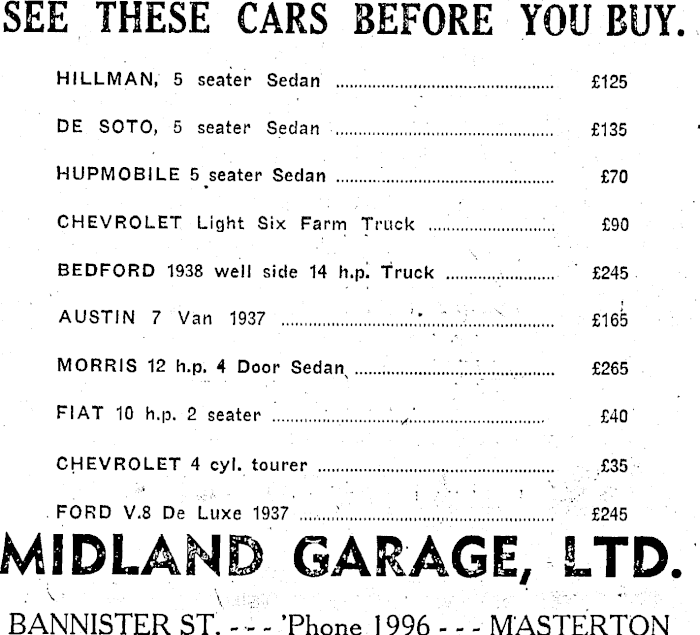 SEE THESE CARS BEFORE YOU BUY.
HILLMAN, 5 seater Sedan ........................................ £125
DE SOTO, 5 seater Sedan ........................................ £135
HUPMOBILE 5 seater Sedan ........................................ £70
CHEVROLET Light Six Farm Truck ........................ £90
BEDFORD 1938 well side 14 h.p. Truck .................... £245
AUSTIN 7 Van 1937 .................................................. £165
MORRIS 12 h.p. 4 Door Sedan .................................... £265
FIAT 10 h.p. 2 seater .................................................. £40
CHEVROLET 4 cyl. tourer ............................................ £35
FORD V.8 De Luxe 1937 .............................................. £245
MIDLAND GARAGE, LTD.
BANNISTER ST. - - - 'Phone 1996 - - - MASTERTON